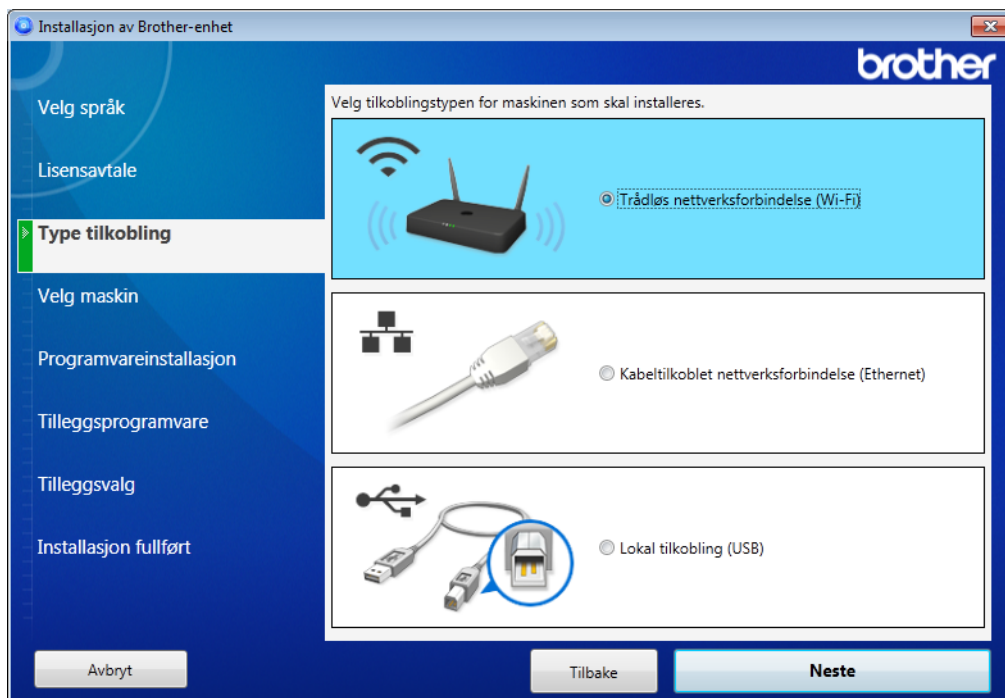 Installasjon av Brother-enhet
brother
Velg språk
Lisensavtale
Type tilkobling
Velg maskin
Programvareinstallasjon
Tilleggsprogramvare
Tilleggsvalg
Installasjon fullført
Velg tilkoblingstypen for maskinen som skal installeres.
Trådløs nettverksforbindelse (Wi-Fi)
Kabeltilkoblet nettverksforbindelse (Ethernet)
Lokal tilkobling (USB)
Avbryt
Tilbake
Neste